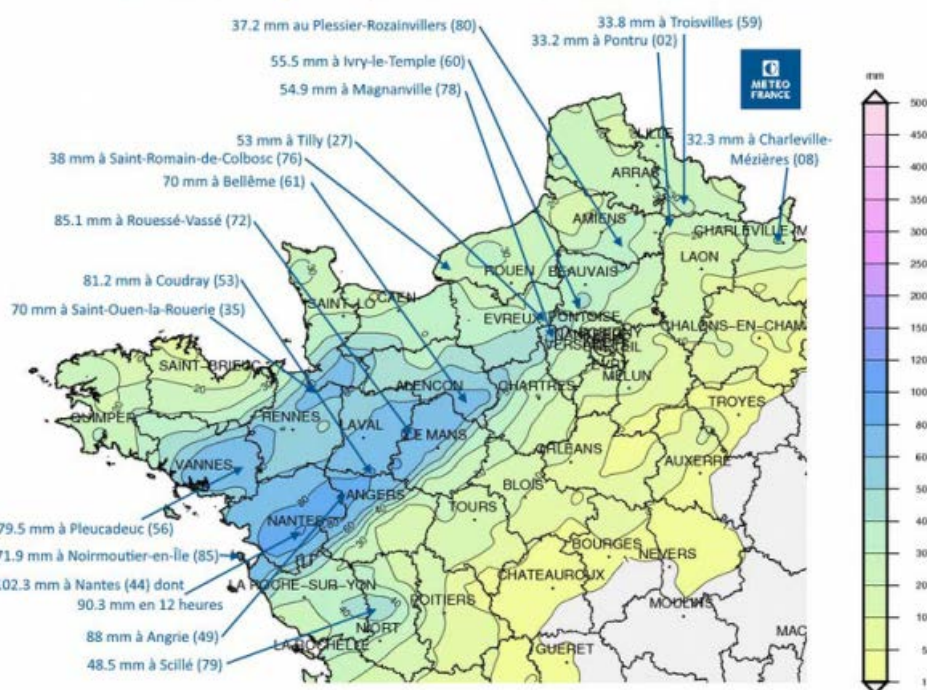 37.2 mm au Plessier-Rozainvillers (80)
33.8 mm à Troisvilles (59)
33.2 mm à Pontru (02)
55.5 mm à Ivry-le-Temple (60)
54.9 mm à Magnanville (78)
METEO
FRANCE
mm
53 mm à Tilly (27)
32.3 mm à Charleville-
Mézières (08)
38 mm à Saint-Romain-de-Colbosc (76)
70 mm à Bellême (61)
85.1 mm à Rouessé-Vassé (72)
81.2 mm à Coudray (53)
70 mm à Saint-Ouen-la-Rouerie (35)
LILLE
ARRAS
AMIENS
CHARLEVILLE-M
LAON
ROUEN
BEAUVAIS
SAINT-LO
CAEN
EVREUX
PONTOISE
CHALONS-EN-CHAM
MELUN
SAINT-BRIEUC
ALENCON
CHARTRES
TROYES
QUIMPER
RENNES
LAVAL
LE MANS
ORLEANS
AUXERRE
VANNES
BLOIS
ANGERS
TOURS
NANTES
BOURGES
NEVERS
79.5 mm à Pleucadeuc (56)
71.9 mm à Noirmoutier-en-Île (85)
102.3 mm à Nantes (44) dont
90.3 mm en 12 heures
LA ROCHE-SUR-YON
CHATEAUROUX
POITIERS
MOULINS
88 mm à Angrie (49)
NIORT
MAC
LA ROCHELLE
GUERET
48.5 mm à Scillé (79)
500
450
400
350
300
250
200
150
120
100
80
60
50
40
30
20
10
5
1